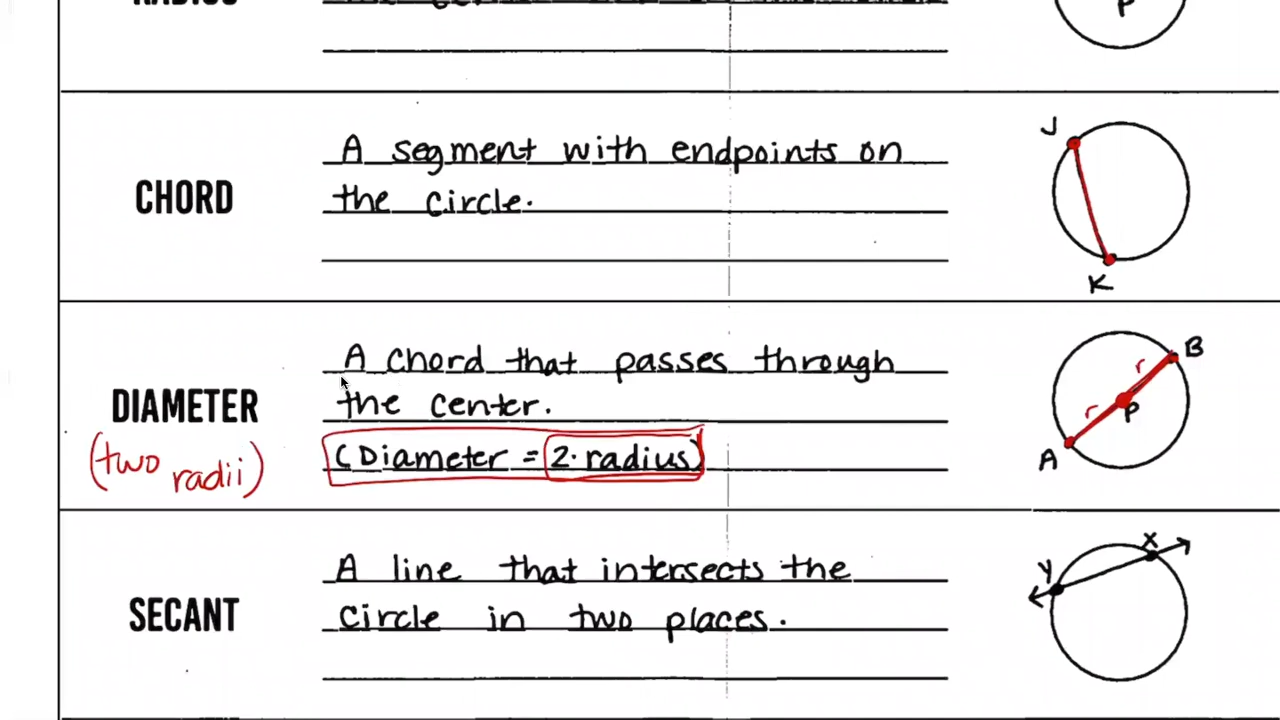 RADIUS
P
CHORD
A segment with endpoints on
the circle.
J
K
DIAMETER
(two radii)
A chord that passes through
the center.
(Diameter = 2· radius)
B
r
r
P
A
SECANT
A line that intersects the
circle in two places.
X
Y